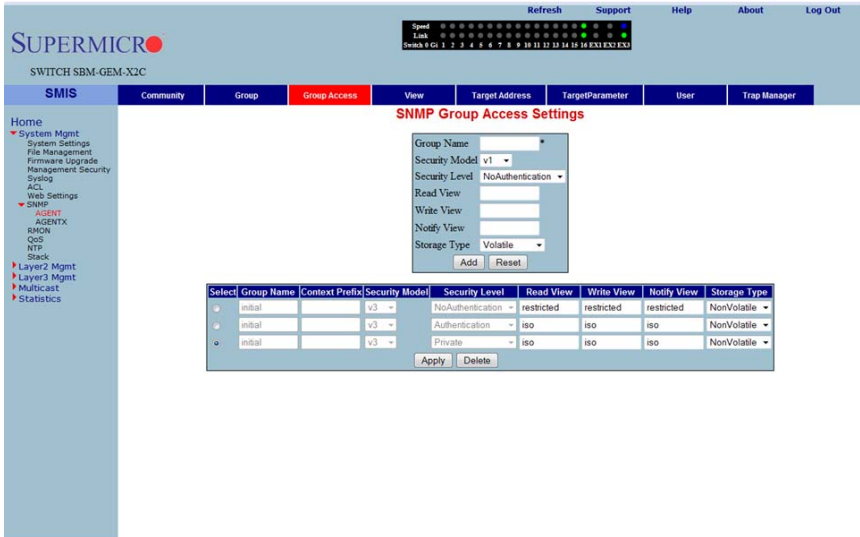 Refresh Support Help About Log Out
Speed
Link
Switch 0 Gi 1 2 3 4 5 6 7 8 9 10 11 12 13 14 15 16 EX1 EX2 EX3
SUPERMICRO
SWITCH SBM-GEM-X2C
SMIS
Community Group Group Access View Target Address TargetParameter User Trap Manager
Home
System Mgmt
System Settings
File Management
Firmware Upgrade
Management Security
Syslog
ACL
Web Settings
SNMP
AGENT
AGENTX
RMON
QoS
NTP
Stack
Layer2 Mgmt
Layer3 Mgmt
Multicast
Statistics
SNMP Group Access Settings
Group Name *
Security Model v1
Security Level NoAuthentication
Read View
Write View
Notify View
Storage Type Volatile
Add Reset
Select Group Name Context Prefix Security Model Security Level Read View Write View Notify View Storage Type
initial v3 NoAuthentication restricted restricted restricted NonVolatile
initial v3 Authentication iso iso iso NonVolatile
initial v3 Private iso iso iso NonVolatile
Apply Delete